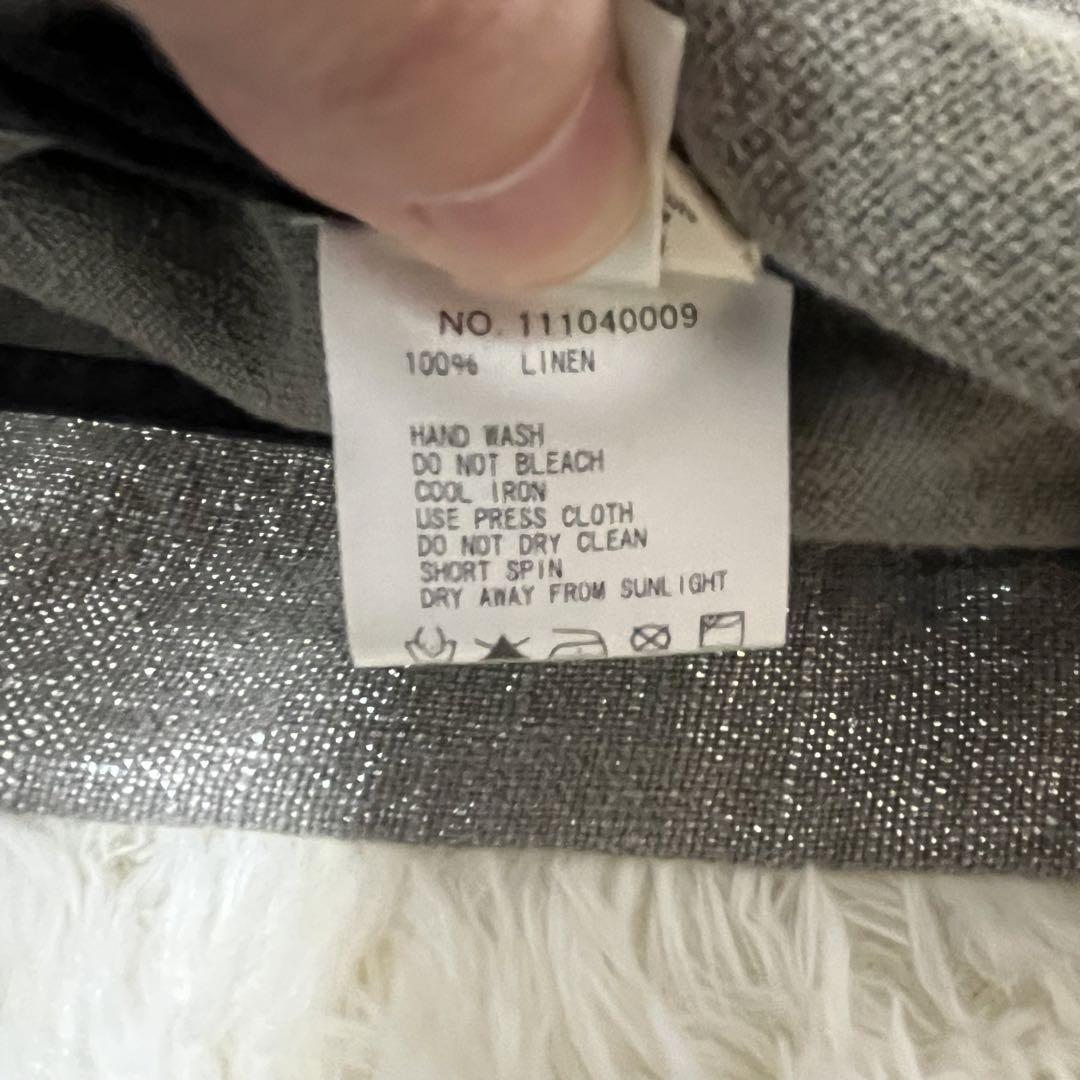 NO. 111040009
100% LINEN
HAND WASH
DO NOT BLEACH
COOL IRON
USE PRESS CLOTH
DO NOT DRY CLEAN
SHORT SPIN
DRY AWAY FROM SUNLIGHT